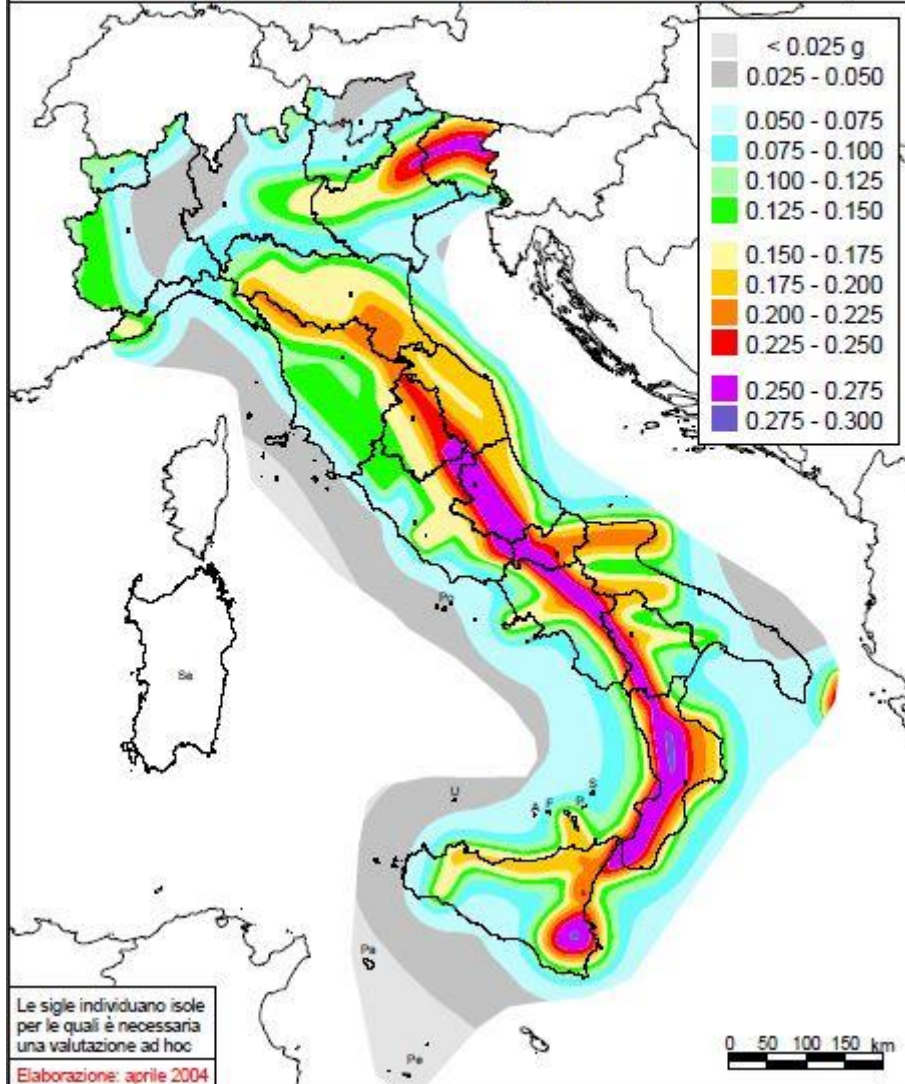 < 0.025 g
0.025 - 0.050
0.050 - 0.075
0.075 - 0.100
0.100 - 0.125
0.125 - 0.150
0.150 - 0.175
0.175 - 0.200
0.200 - 0.225
0.225 - 0.250
0.250 - 0.275
0.275 - 0.300
Po
Sa
U
A
F
P
S
Pa
Pe
Le sigle individuano isole
per le quali è necessaria
una valutazione ad hoc
Elaborazione: aprile 2004
0 50 100 150 km